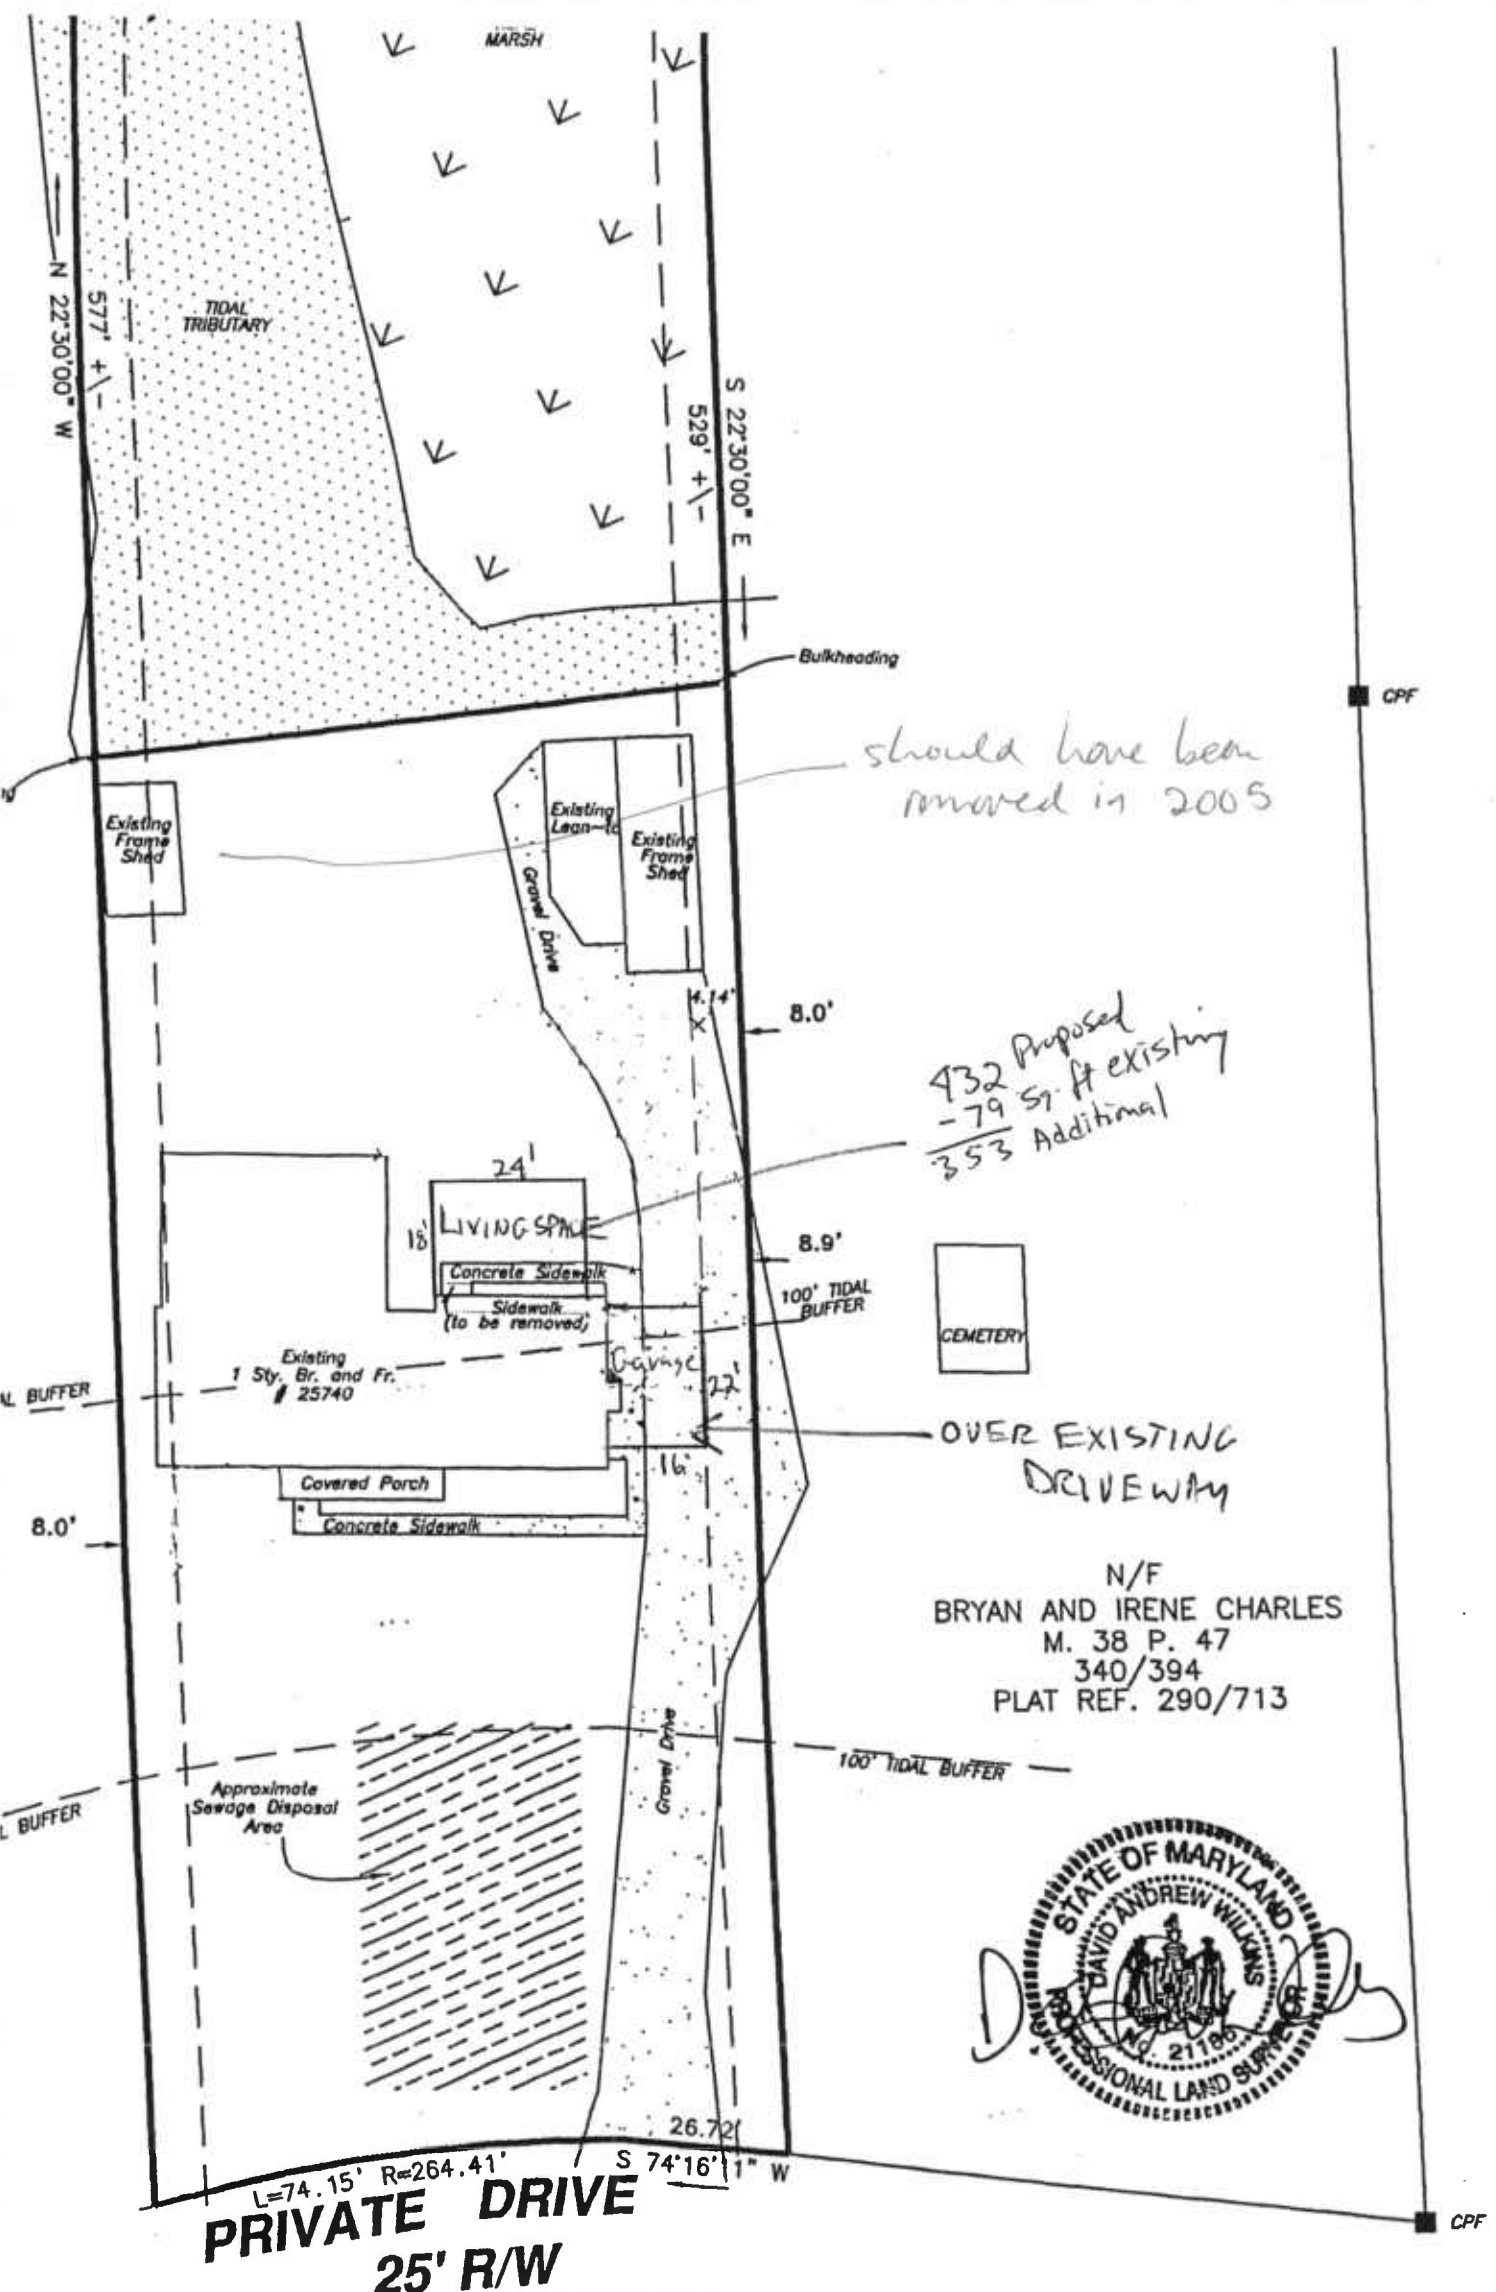 MARSH
N 22°30'00" W
577' +\-
TIDAL
TRIBUTARY
S 22°30'00" E
529' +\-
Bulkheading
CPF
should have been
removed in 2005
Existing
Frame
Shed
Existing
Lean-to
Existing
Frame
Shed
Gravel Drive
4.14'
8.0'
432 Proposed
-79 sq. ft existing
353 Additional
24'
18'
LIVING SPACE
Concrete Sidewalk
Sidewalk
(to be removed)
8.9'
100' TIDAL
BUFFER
CEMETERY
Existing
1 Sty. Br. and Fr.
# 25740
Garage
22'
16'
BUFFER
OVER EXISTING
DRIVEWAY
Covered Porch
Concrete Sidewalk
8.0'
N/F
BRYAN AND IRENE CHARLES
M. 38 P. 47
340/394
PLAT REF. 290/713
Gravel Drive
100' TIDAL BUFFER
Approximate
Sewage Disposal
Area
BUFFER
STATE OF MARYLAND
DAVID ANDREW WILKINS
No. 21186
PROFESSIONAL LAND SURVEYOR
26.72'
S 74°16'11" W
L=74.15' R=264.41'
PRIVATE DRIVE
25' R/W
CPF